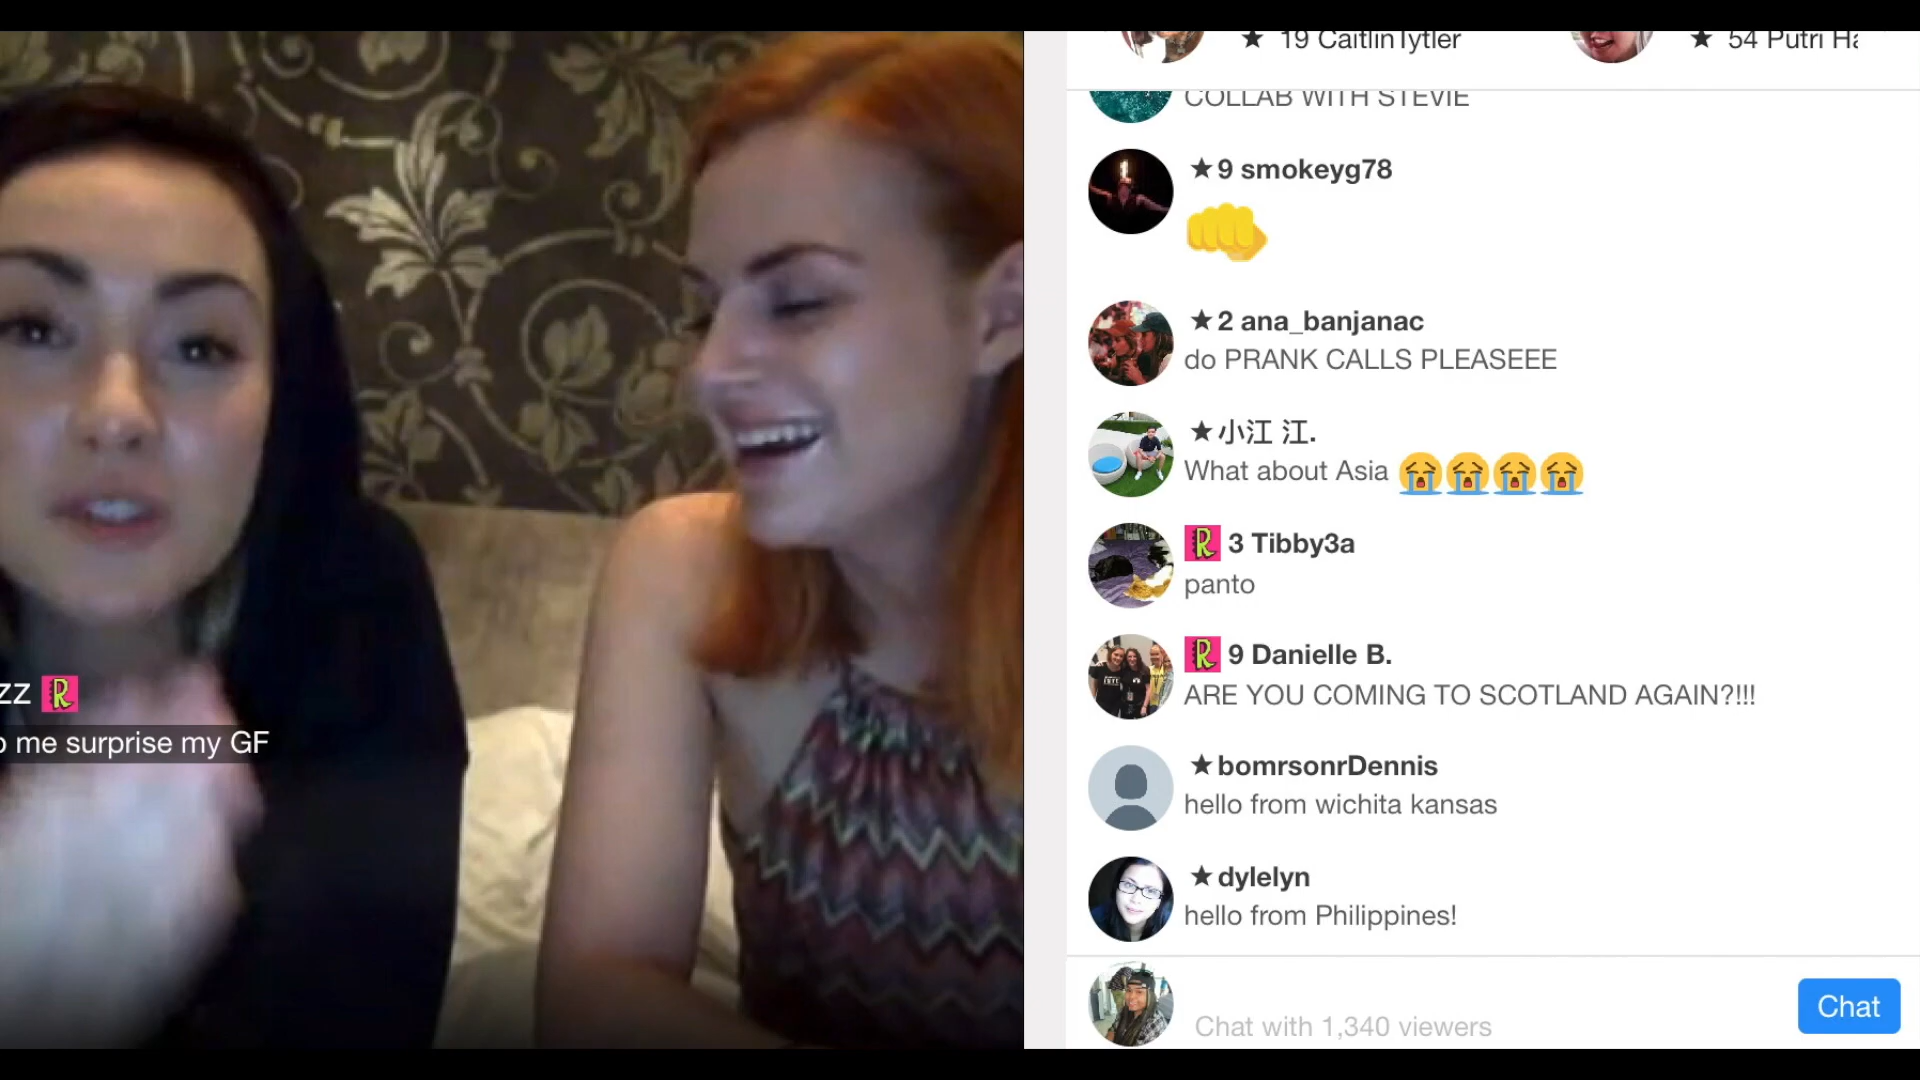 ★ 19 CaitlinTytler
★ 54 Putri Ha
COLLAB WITH STEVIE
★9 smokeyg78
★2 ana_banjanac
do PRANK CALLS PLEASEEE
★小江 江.
What about Asia 😭😭😭😭
R 3 Tibby3a
panto
R 9 Danielle B.
ARE YOU COMING TO SCOTLAND AGAIN?!!!
★bomrsonrDennis
hello from wichita kansas
★dylelyn
hello from Philippines!
Chat with 1,340 viewers
Chat
zz R
me surprise my GF